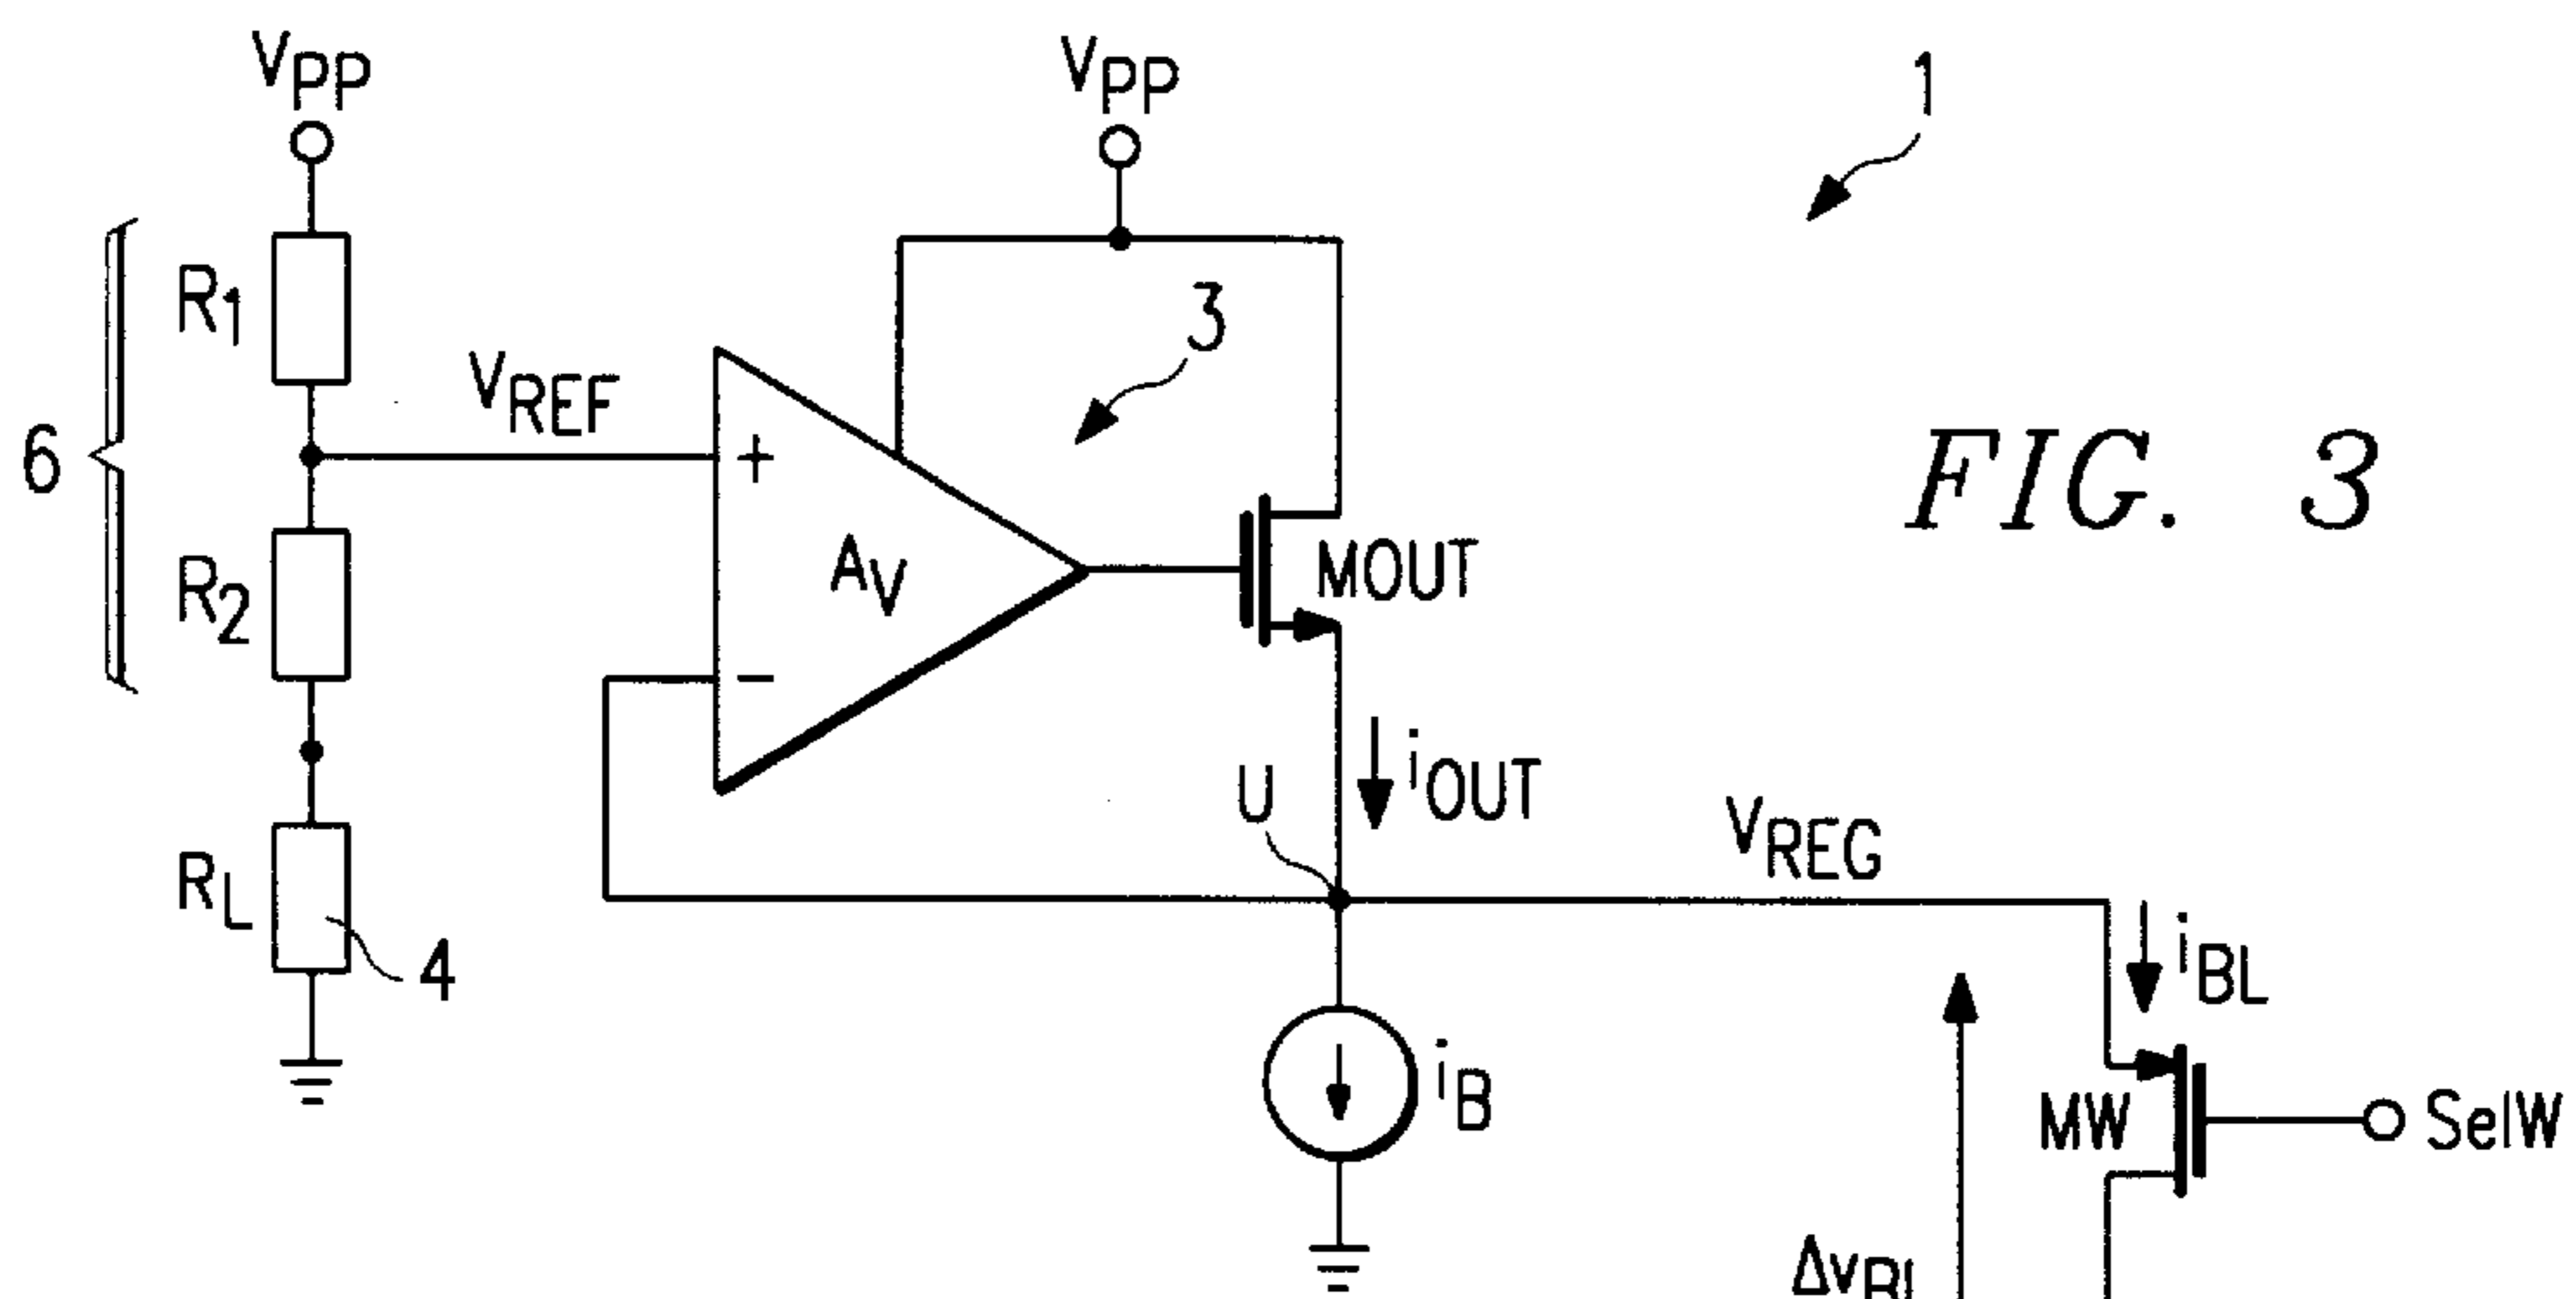 VPP
VPP
1
R1
3
VREF
+
6
FIG. 3
AV
MOUT
R2
−
iOUT
U
VREG
RL
4
iBL
iB
MW
SelW
ΔvBL